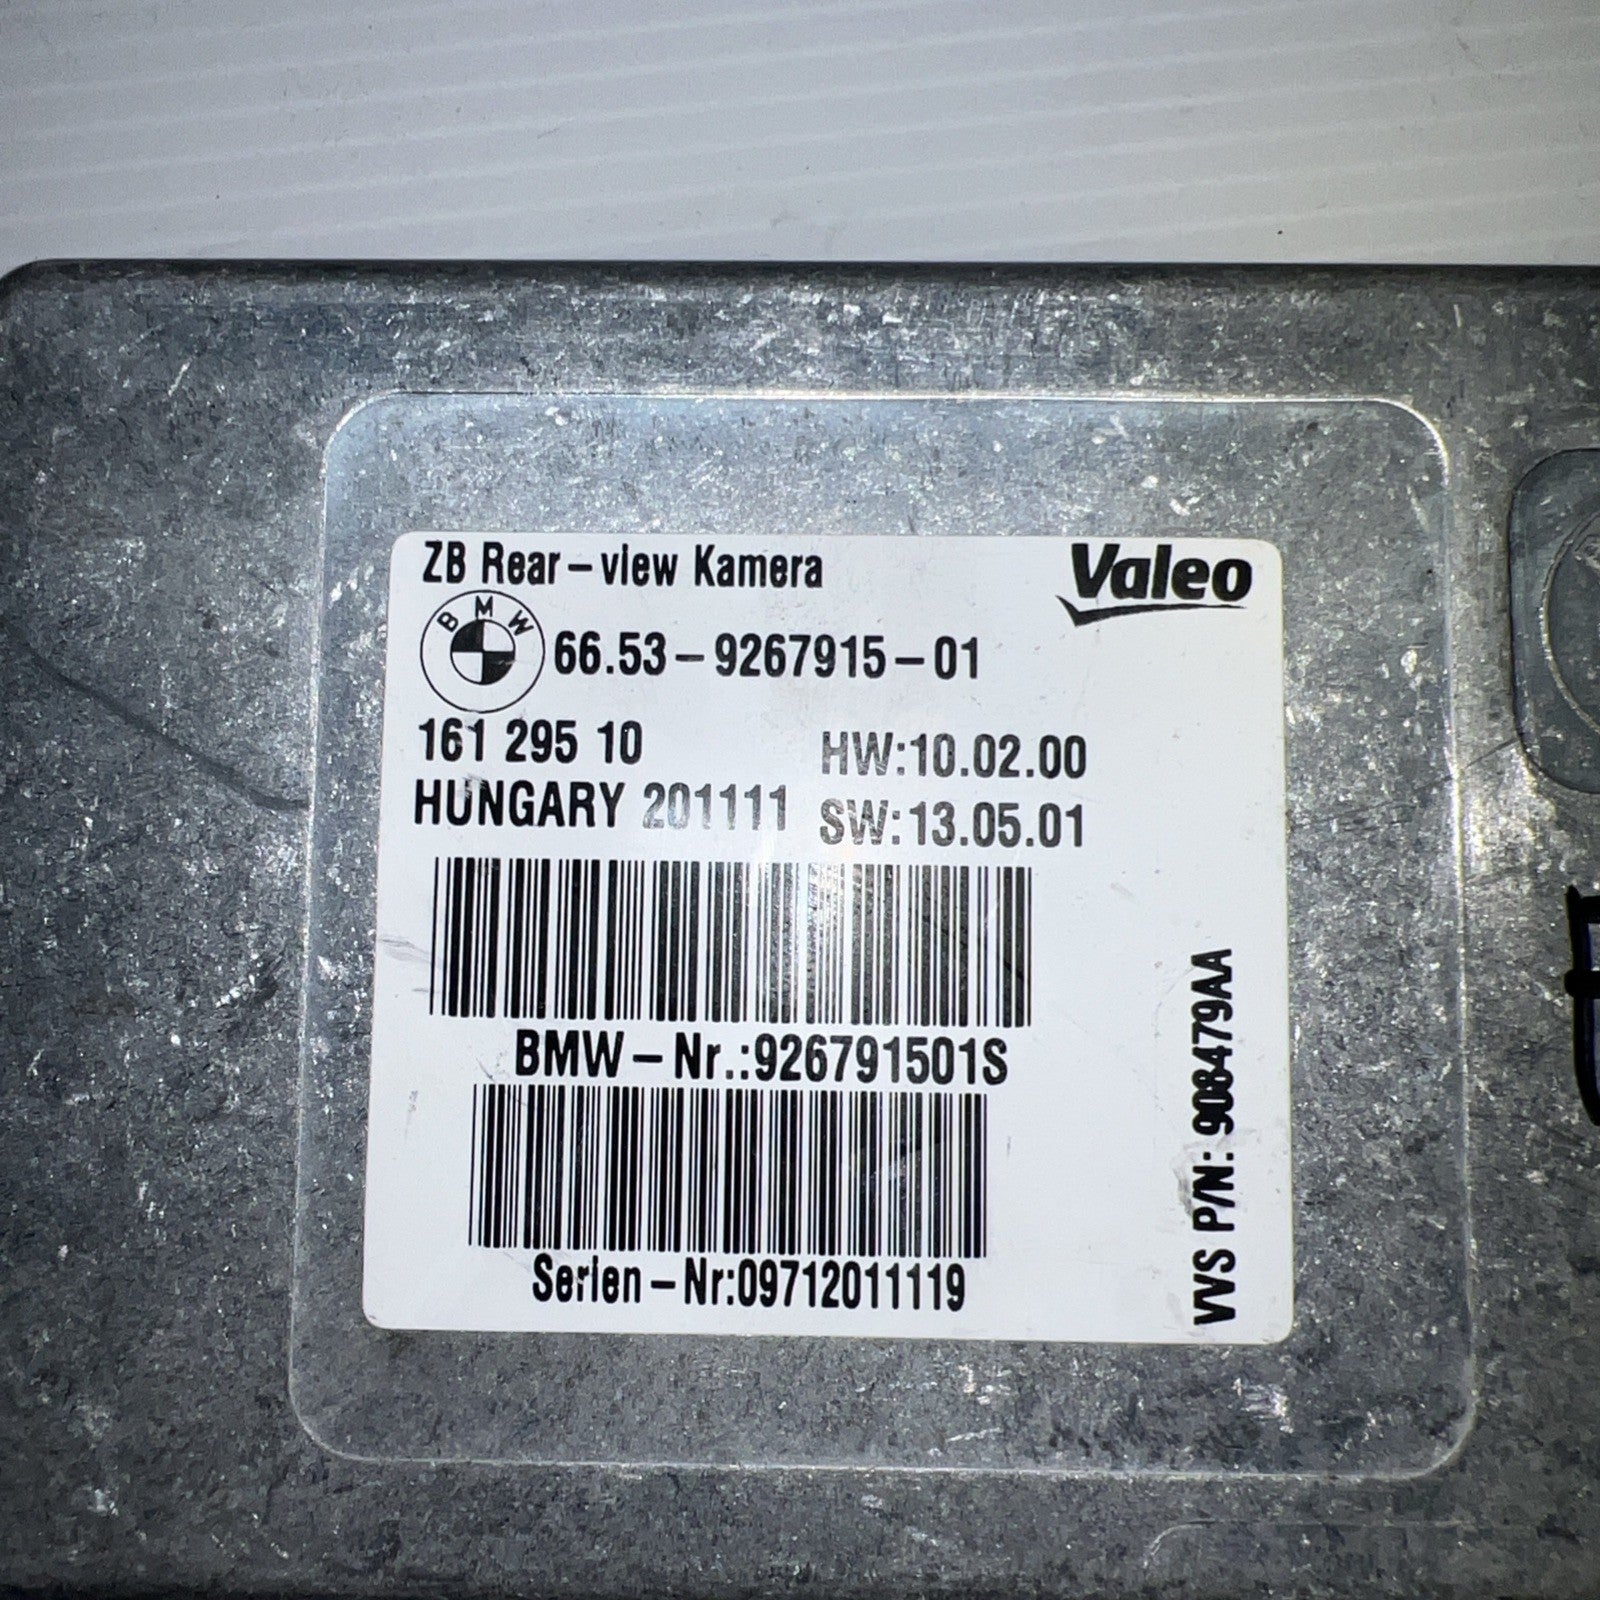 ZB Rear-view Kamera
Valeo
BMW
66.53-9267915-01
161 295 10
HW:10.02.00
HUNGARY 201111
SW:13.05.01
BMW-Nr.:926791501S
Serien-Nr:09712011119
VVS P/N: 908479AA